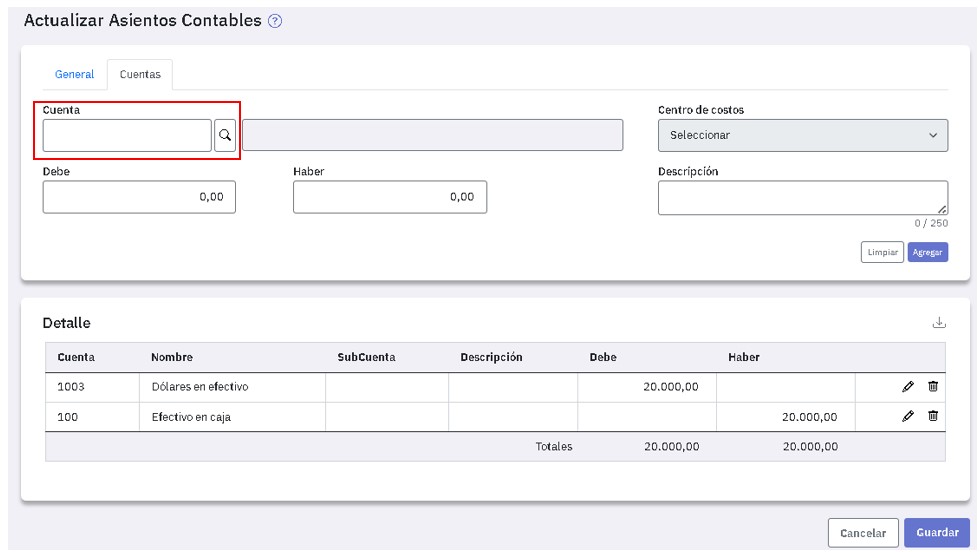 Actualizar Asientos Contables ?
General Cuentas
Cuenta Centro de costos
Seleccionar
Debe Haber Descripción
0,00 0,00
0 / 250
Limpiar Agregar
Detalle
Cuenta Nombre SubCuenta Descripción Debe Haber
1003 Dólares en efectivo 20.000,00
100 Efectivo en caja 20.000,00
Totales 20.000,00 20.000,00
Cancelar Guardar